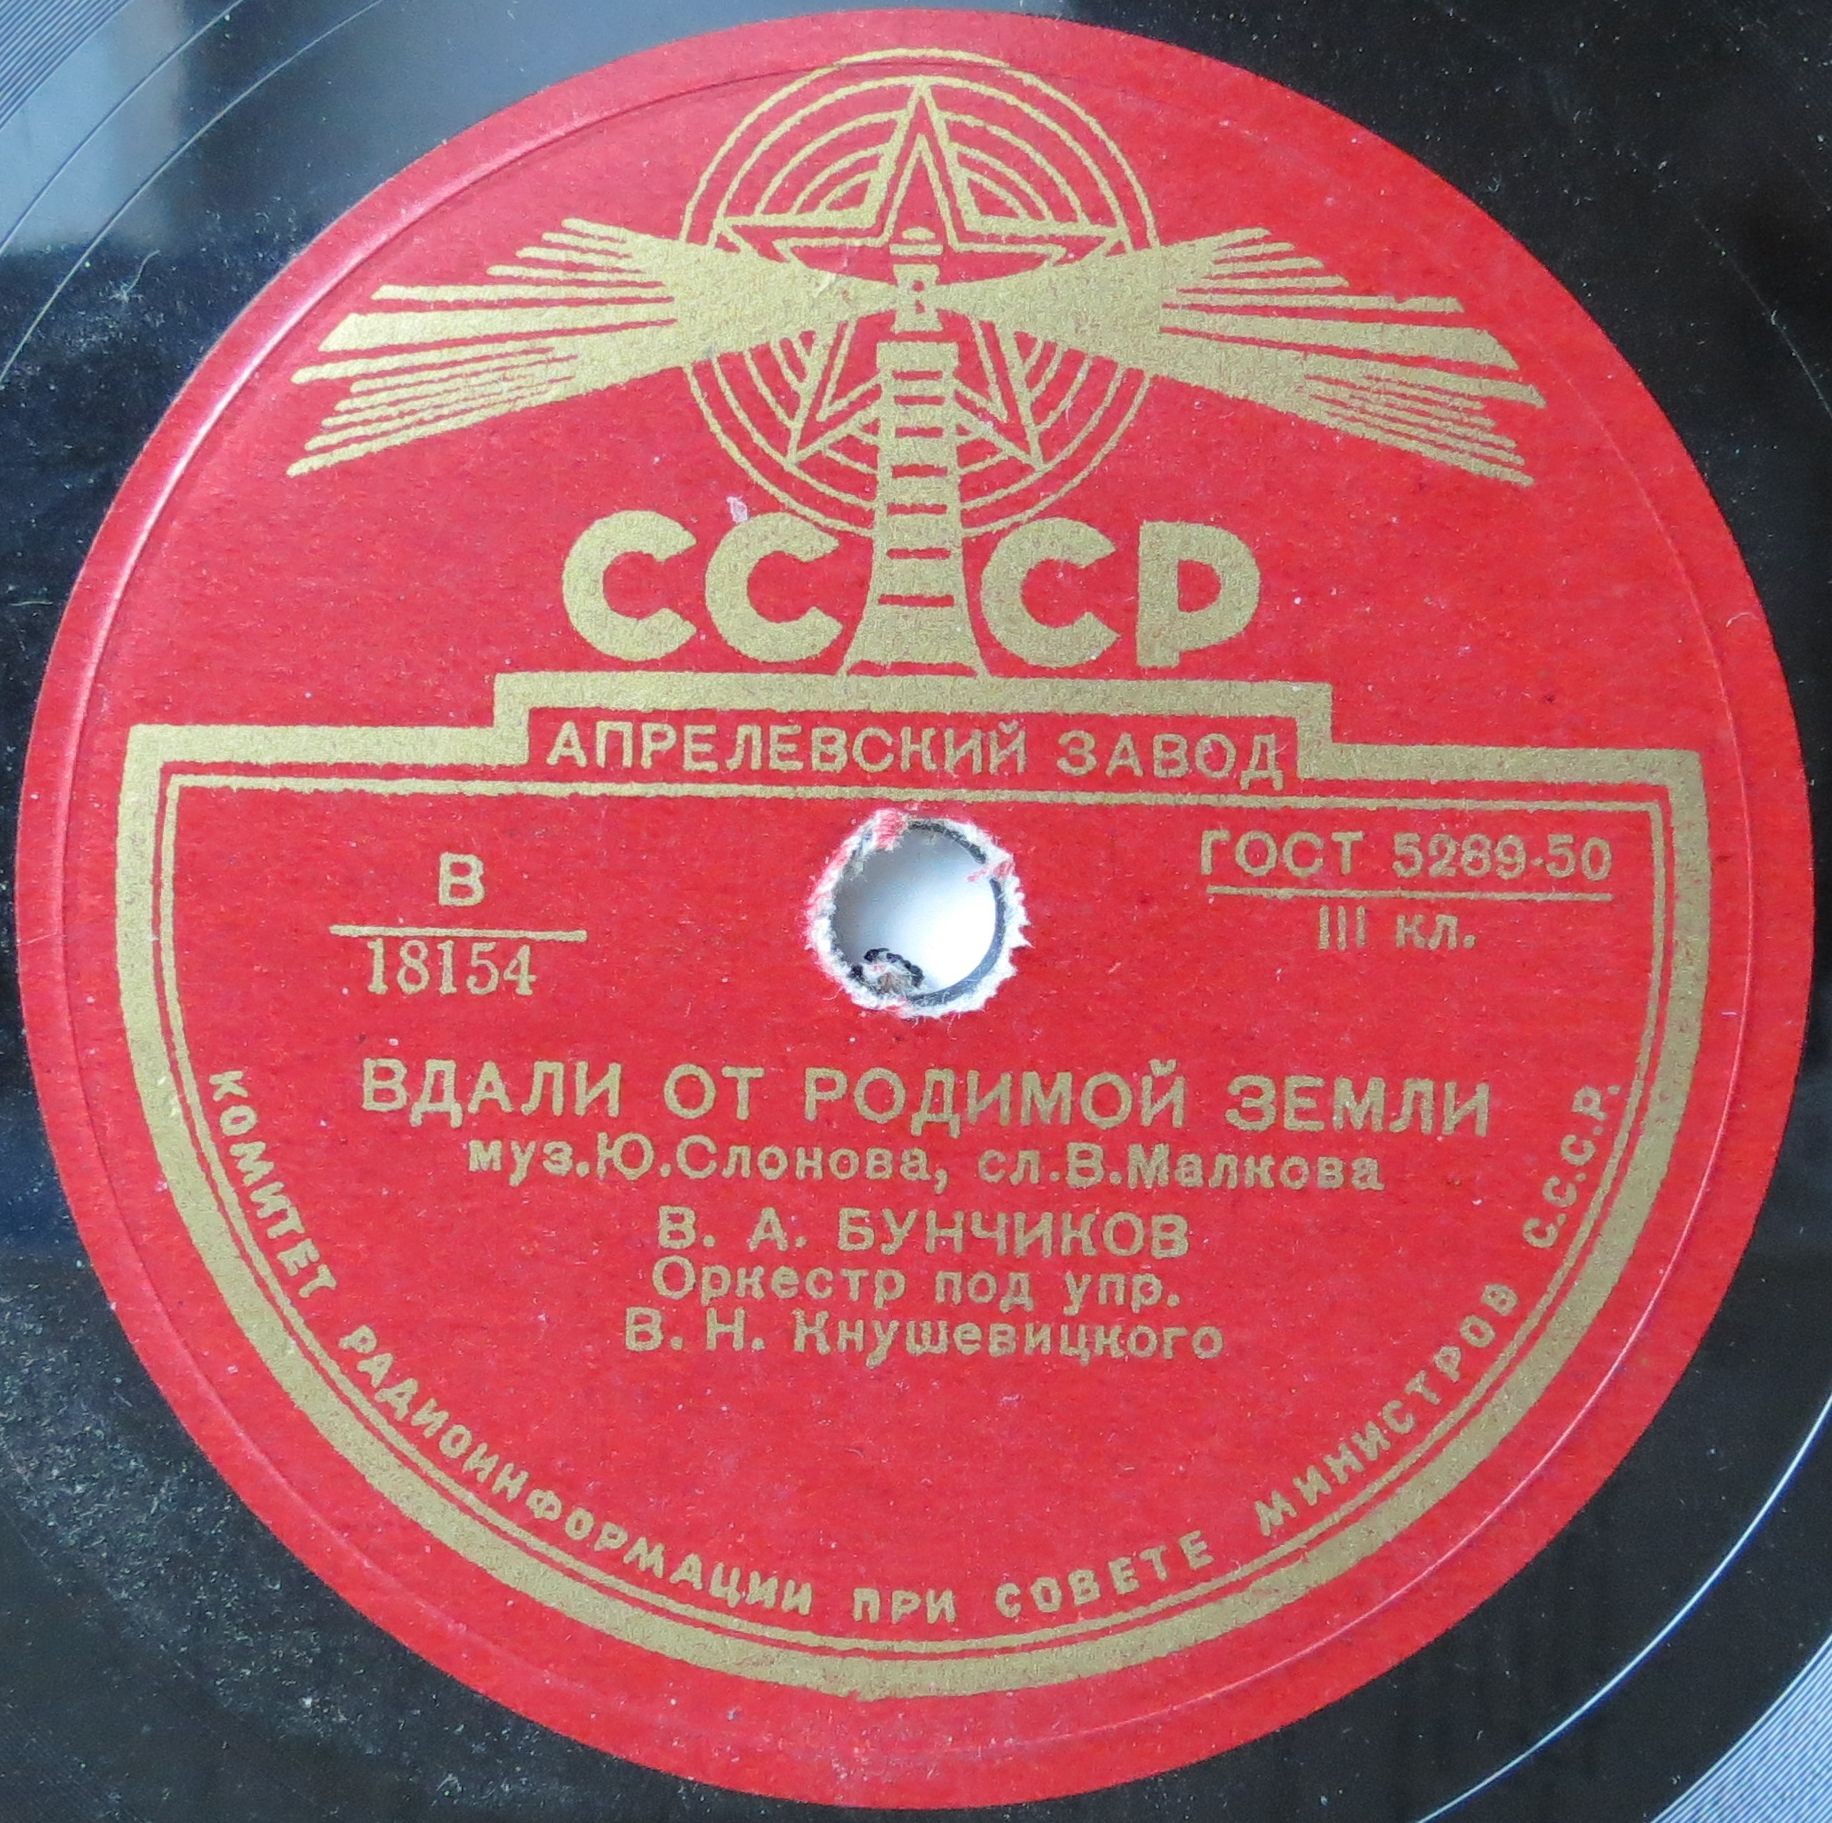 СССР
АПРЕЛЕВСКИЙ ЗАВОД
В
18154
ГОСТ 5289-50
III кл.
ВДАЛИ ОТ РОДИМОЙ ЗЕМЛИ
муз.Ю.Слонова, сл.В.Малкова
В. А. БУНЧИКОВ
Оркестр под упр.
В. Н. Кнушевицкого
КОМИТЕТ РАДИОИНФОРМАЦИИ ПРИ СОВЕТЕ МИНИСТРОВ С.С.С.Р.